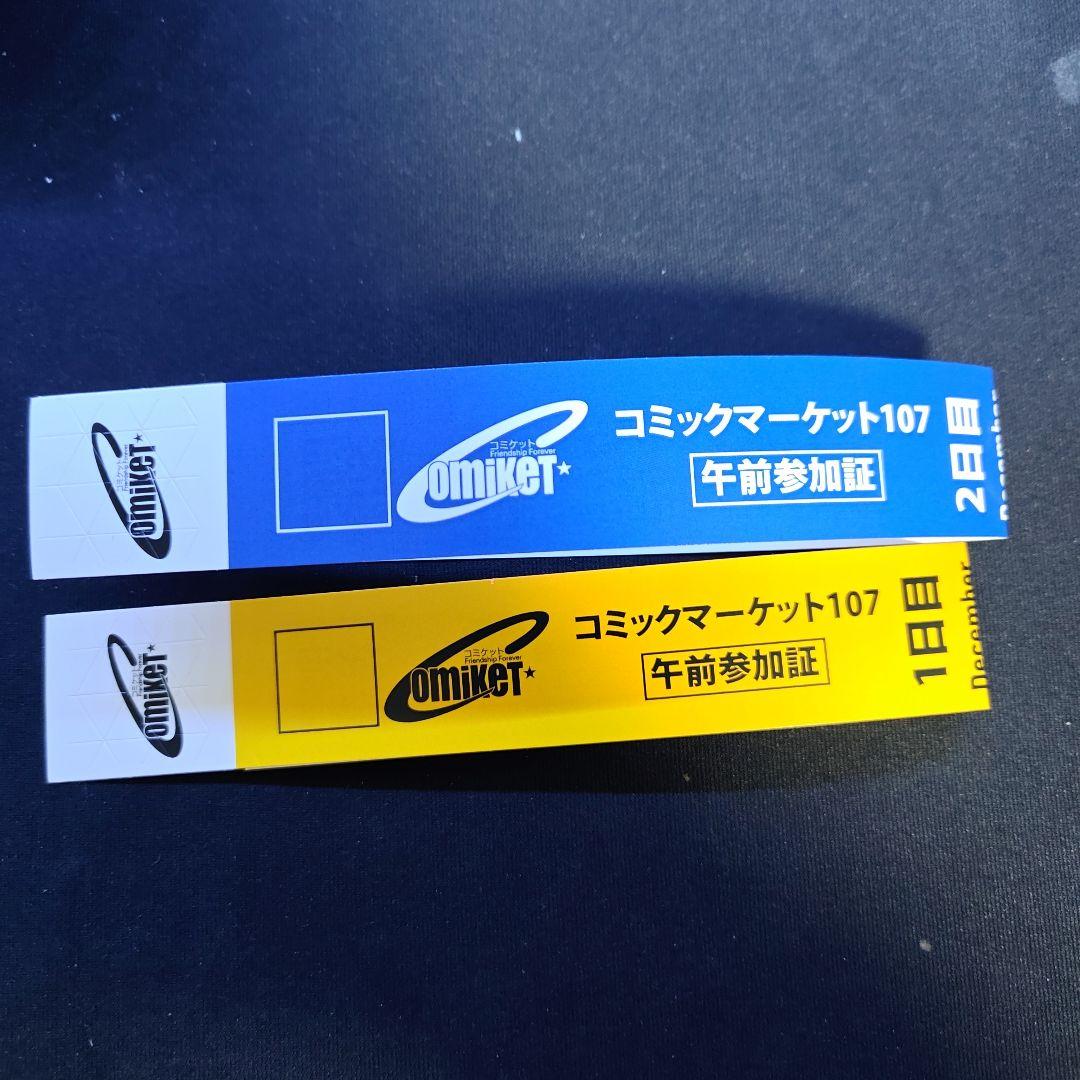 コミケット
Friendship Forever
ComiKeT
コミケット
Friendship Forever
ComiKeT
コミックマーケット107
午前参加証
2日目
December
コミケット
ComiKeT
コミケット
Friendship Forever
ComiKeT
コミックマーケット107
午前参加証
1日目
December